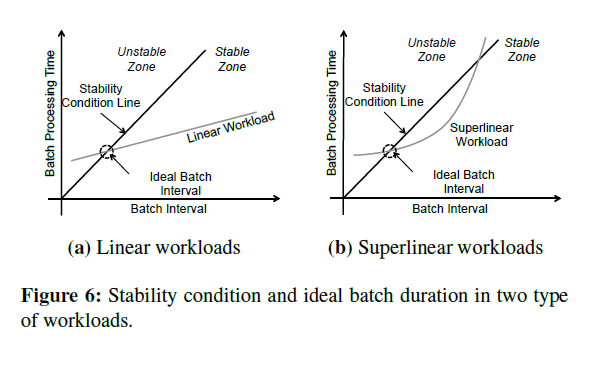 Batch Processing Time
Unstable
Zone
Stable
Zone
Stability
Condition Line
Linear Workload
Ideal Batch
Interval
Batch Interval
(a) Linear workloads
Batch Processing Time
Unstable
Zone
Stable
Zone
Stability
Condition Line
Superlinear
Workload
Ideal Batch
Interval
Batch Interval
(b) Superlinear workloads
Figure 6: Stability condition and ideal batch duration in two type
of workloads.